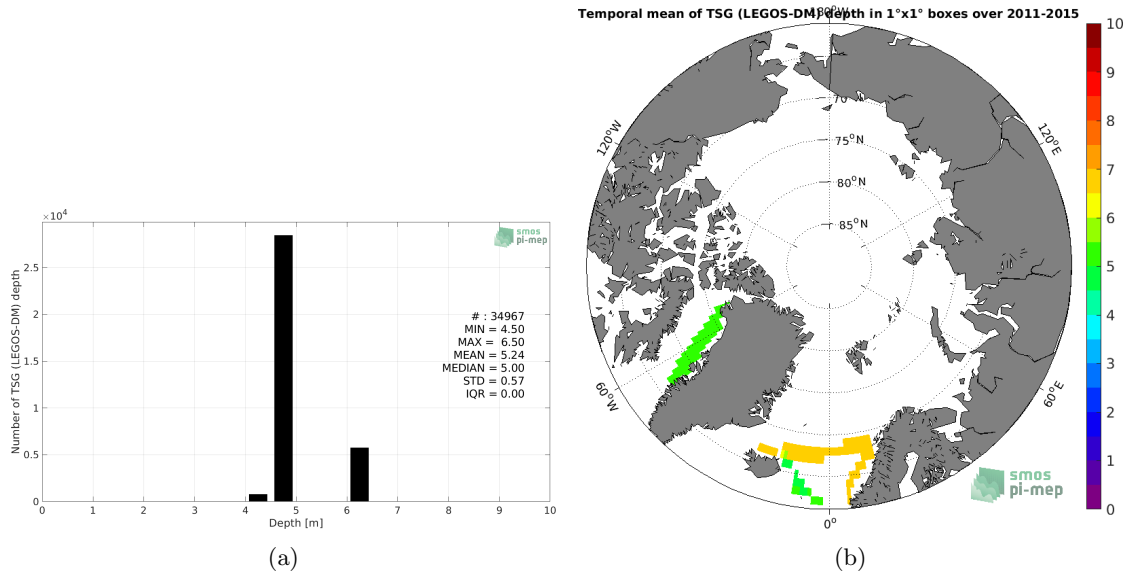 Temporal mean of TSG (LEGOS-DM) depth in 1°x1° boxes over 2011-2015
180°W
120°W
120°E
60°W
60°E
0°
70°N
75°N
80°N
85°N
10
9
8
7
6
5
4
3
2
1
0
smos
pi-mep
×10⁴
2.5
2
1.5
1
0.5
0
Number of TSG (LEGOS-DM) depth
smos
pi-mep
# : 34967
MIN = 4.50
MAX = 6.50
MEAN = 5.24
MEDIAN = 5.00
STD = 0.57
IQR = 0.00
0 1 2 3 4 5 6 7 8 9 10
Depth [m]
(a)
(b)